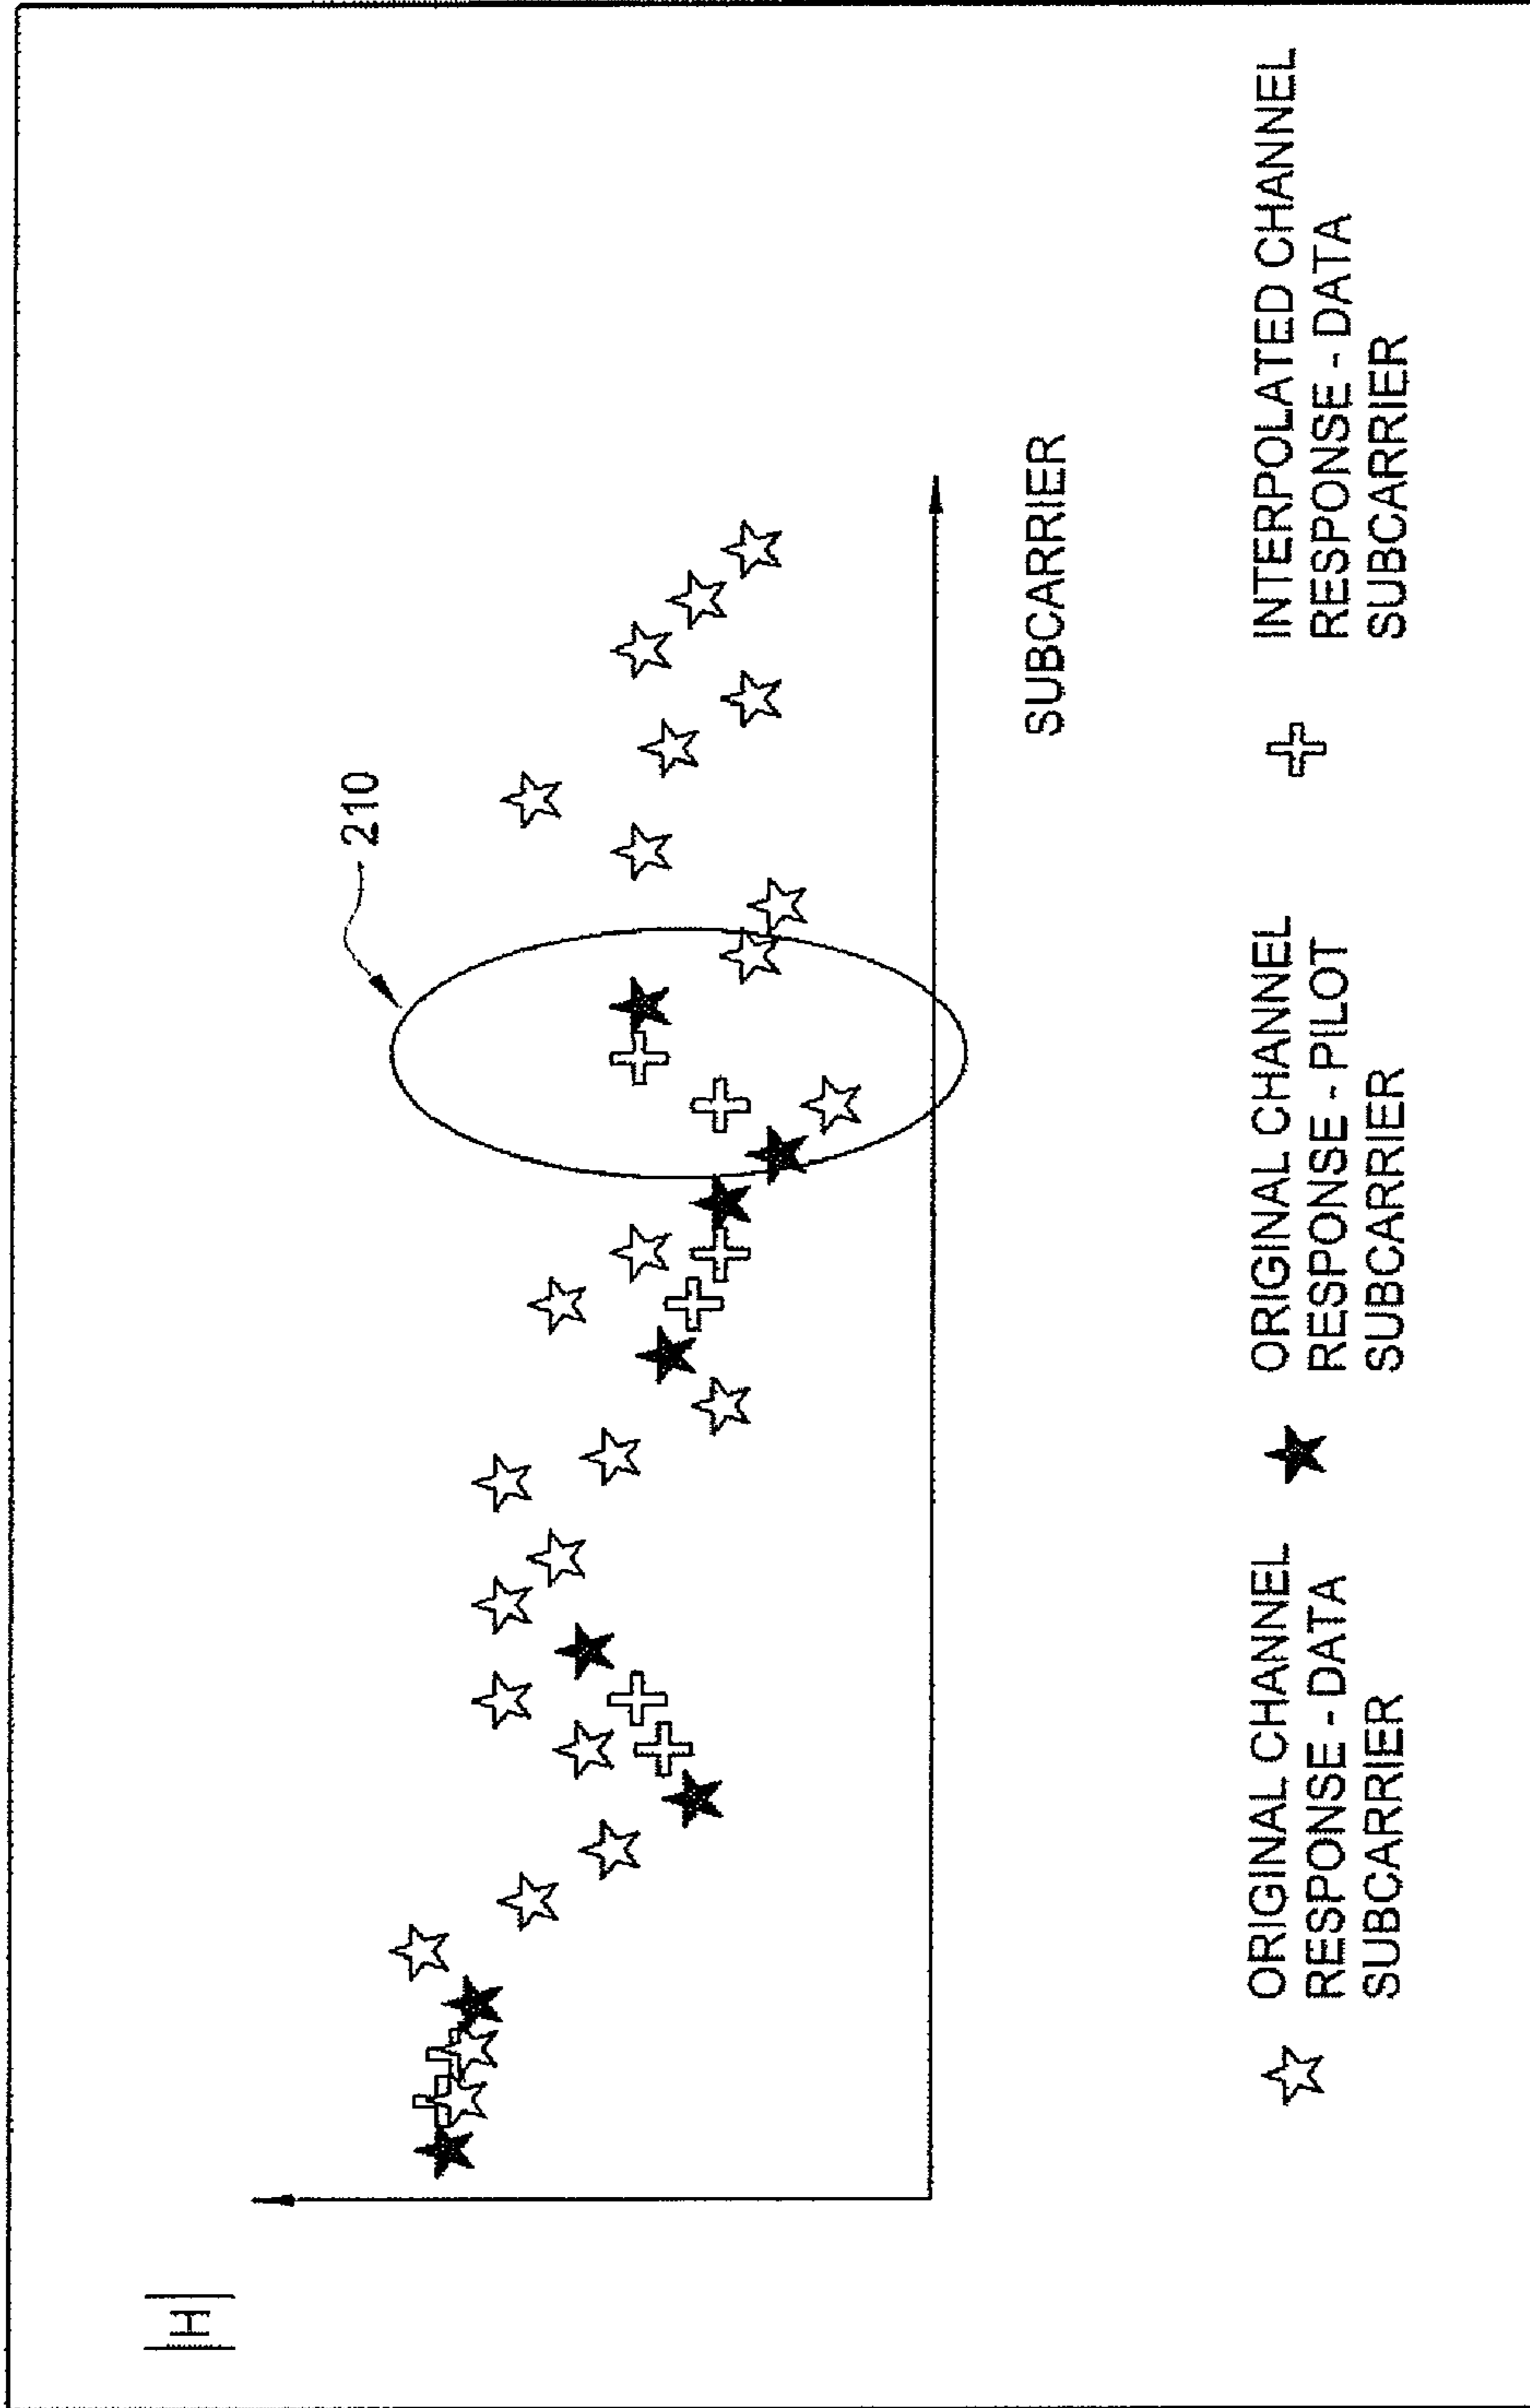 |H|
210
SUBCARRIER
ORIGINAL CHANNEL
RESPONSE - DATA
SUBCARRIER
ORIGINAL CHANNEL
RESPONSE - PILOT
SUBCARRIER
INTERPOLATED CHANNEL
RESPONSE - DATA
SUBCARRIER